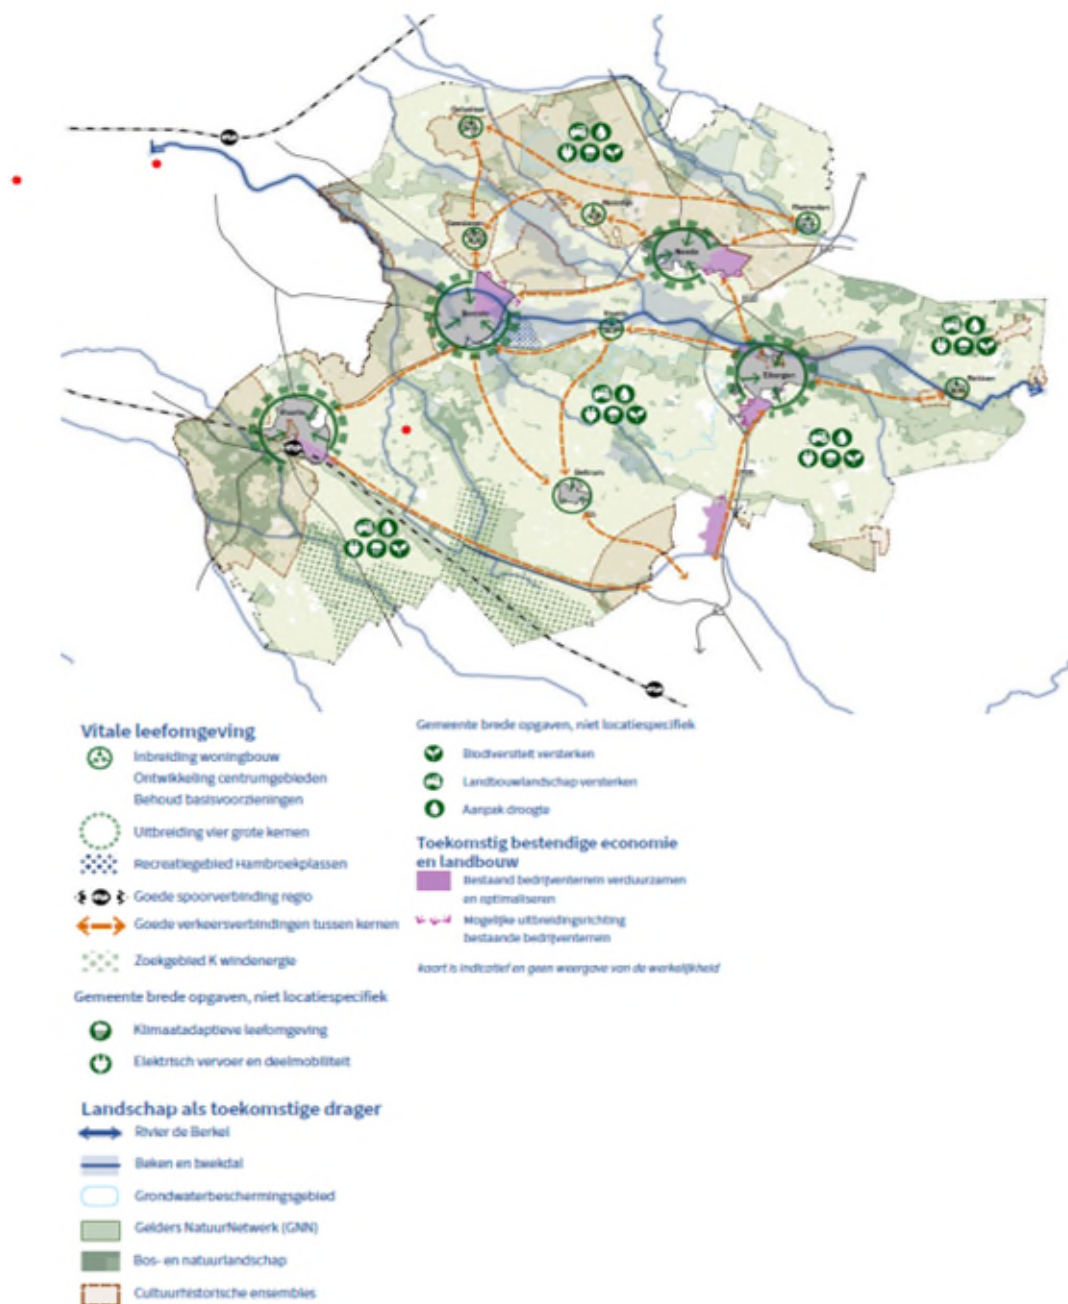 Neede
Borculo
Eibergen
Ruurlo
Beltrum
Vitale leefomgeving
Inbreiding woningbouw
Ontwikkeling centrumgebieden
Behoud basisvoorzieningen
Uitbreiding vier grote kernen
Recreatiegebied Hambroekplassen
Goede spoorverbinding regio
Goede verkeersverbindingen tussen kernen
Zoekgebied K windenergie
Gemeente brede opgaven, niet locatiespecifiek
Klimaatadaptieve leefomgeving
Elektrisch vervoer en deelmobiliteit
Landschap als toekomstige drager
Rivier de Berkel
Beken en beekdal
Grondwaterbeschermingsgebied
Gelders NatuurNetwerk (GNN)
Bos- en natuurlandschap
Cultuurhistorische ensembles
Gemeente brede opgaven, niet locatiespecifiek
Biodiversiteit versterken
Landbouwlandschap versterken
Aanpak droogte
Toekomstig bestendige economie
en landbouw
Bestaand bedrijventerrein verduurzamen
en optimaliseren
Mogelijke uitbreidingsrichting
bestaande bedrijventerrein
kaart is indicatief en geen weergave van de werkelijkheid